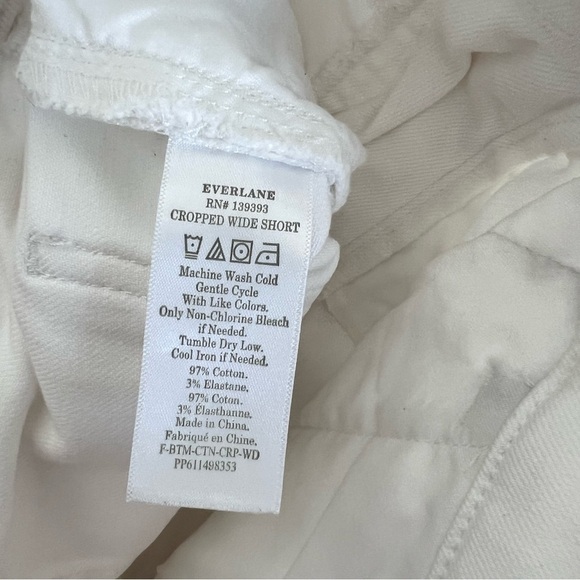 EVERLANE
RN# 139393
CROPPED WIDE SHORT
Machine Wash Cold
Gentle Cycle
With Like Colors.
Only Non-Chlorine Bleach
if Needed.
Tumble Dry Low.
Cool Iron if Needed.
97% Cotton.
3% Elastane.
97% Coton.
3% Élasthanne.
Made in China.
Fabriqué en Chine.
F-BTM-CTN-CRP-WD
PP611498353